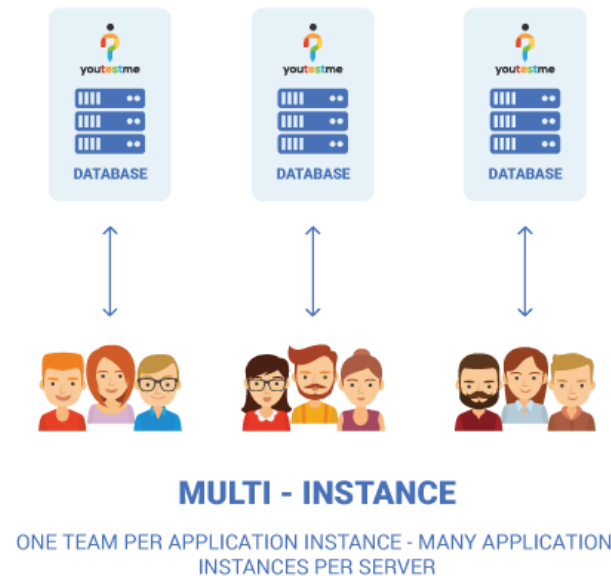 youtestme youtestme youtestme
DATABASE DATABASE DATABASE
MULTI - INSTANCE
ONE TEAM PER APPLICATION INSTANCE - MANY APPLICATION
INSTANCES PER SERVER